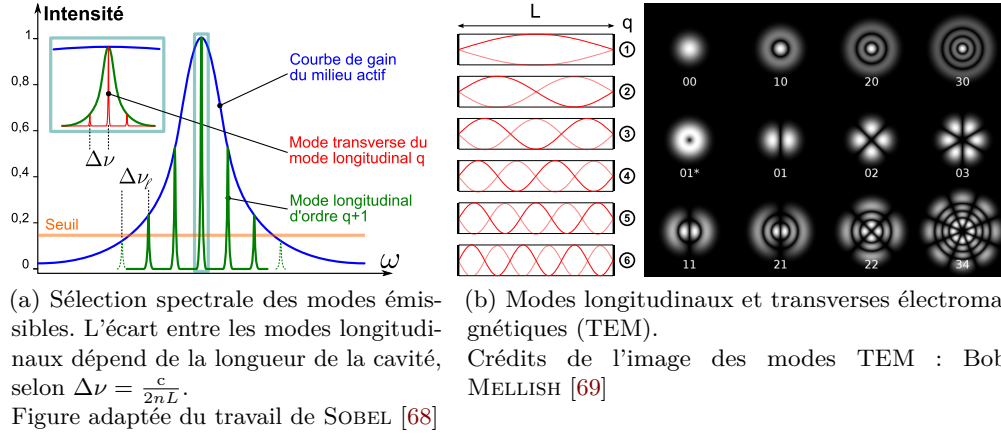 Intensité
1
0,8
0,6
0,4
0,2
0
Δν
Δνℓ
Seuil
ω
Courbe de gain
du milieu actif
Mode transverse du
mode longitudinal q
Mode longitudinal
d'ordre q+1
L
q
1
2
3
4
5
6
00
10
20
30
01*
01
02
03
11
21
22
34
(a) Sélection spectrale des modes émis-
sibles. L'écart entre les modes longitudi-
naux dépend de la longueur de la cavité,
selon Δν = c/2nL.
Figure adaptée du travail de SOBEL [68]
(b) Modes longitudinaux et transverses électroma-
gnétiques (TEM).
Crédits de l'image des modes TEM : Bob
MELLISH [69]